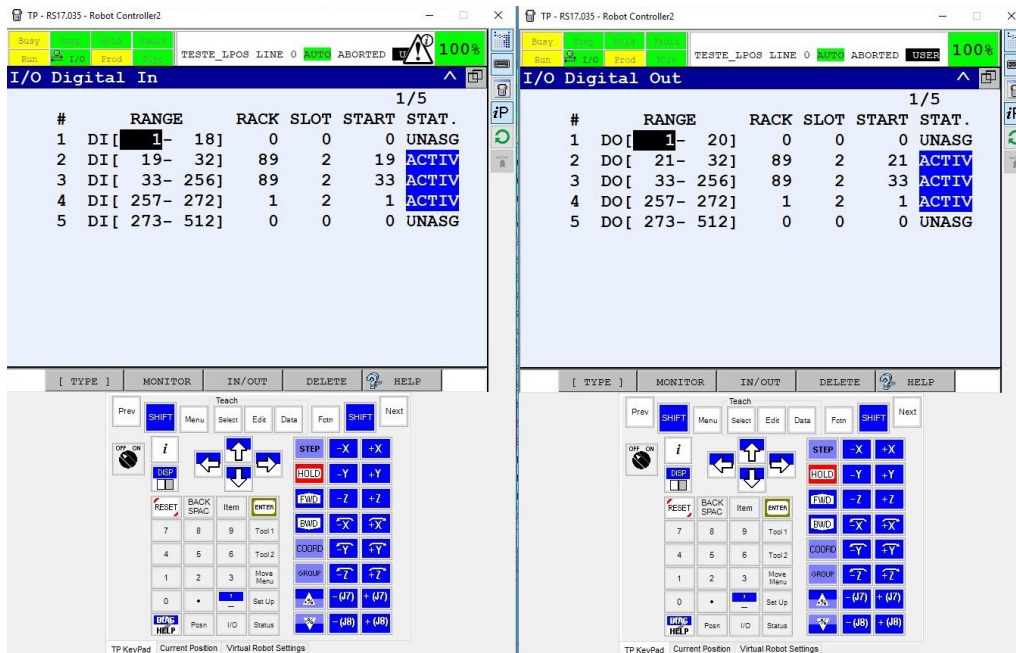 TP - RS17.035 - Robot Controller2
Busy Step Hold Fault
Run I/O Prod TCyc
TESTE_LPOS LINE 0 AUTO ABORTED
100%
I/O Digital In
1/5
# RANGE RACK SLOT START STAT.
1 DI[ 1- 18] 0 0 0 UNASG
2 DI[ 19- 32] 89 2 19 ACTIV
3 DI[ 33- 256] 89 2 33 ACTIV
4 DI[ 257- 272] 1 2 1 ACTIV
5 DI[ 273- 512] 0 0 0 UNASG
[ TYPE ] MONITOR IN/OUT DELETE HELP
iP
Teach
Prev SHIFT Menu Select Edit Data Fctn SHIFT Next
OFF ON i STEP -X +X
DISP HOLD -Y +Y
RESET BACK SPAC Item ENTER FWD -Z +Z
7 8 9 Tool 1 BWD -X +X
4 5 6 Tool 2 COORD -Y +Y
1 2 3 Move Menu GROUP -Z +Z
0 . , - Set Up -(J7) +(J7)
DIAG HELP Posn I/O Status -(J8) +(J8)
TP KeyPad Current Position Virtual Robot Settings
TP - RS17.035 - Robot Controller2
Busy Step Hold Fault
Run I/O Prod TCyc
TESTE_LPOS LINE 0 AUTO ABORTED USER
100%
I/O Digital Out
1/5
# RANGE RACK SLOT START STAT.
1 DO[ 1- 20] 0 0 0 UNASG
2 DO[ 21- 32] 89 2 21 ACTIV
3 DO[ 33- 256] 89 2 33 ACTIV
4 DO[ 257- 272] 1 2 1 ACTIV
5 DO[ 273- 512] 0 0 0 UNASG
[ TYPE ] MONITOR IN/OUT DELETE HELP
iP
Teach
Prev SHIFT Menu Select Edit Data Fctn SHIFT Next
OFF ON i STEP -X +X
DISP HOLD -Y +Y
RESET BACK SPAC Item ENTER FWD -Z +Z
7 8 9 Tool 1 BWD -X +X
4 5 6 Tool 2 COORD -Y +Y
1 2 3 Move Menu GROUP -Z +Z
0 . , - Set Up -(J7) +(J7)
DIAG HELP Posn I/O Status -(J8) +(J8)
TP KeyPad Current Position Virtual Robot Settings